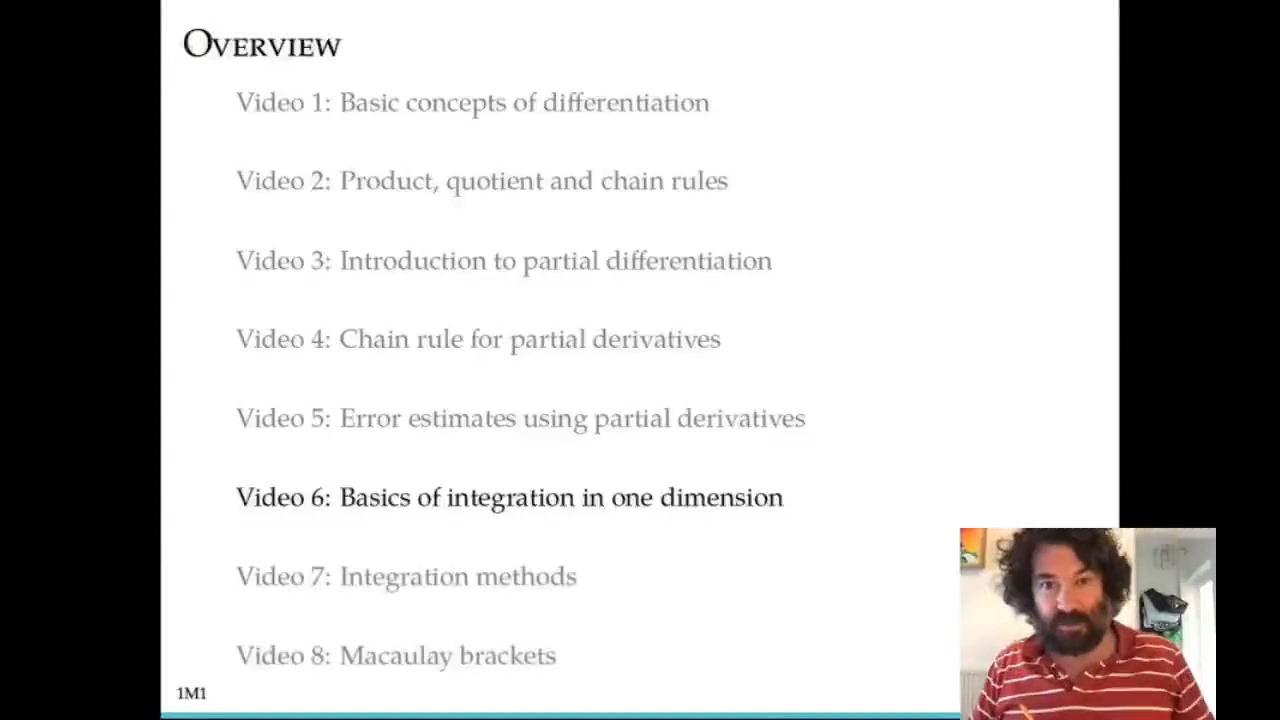 Overview
Video 1: Basic concepts of differentiation
Video 2: Product, quotient and chain rules
Video 3: Introduction to partial differentiation
Video 4: Chain rule for partial derivatives
Video 5: Error estimates using partial derivatives
Video 6: Basics of integration in one dimension
Video 7: Integration methods
Video 8: Macaulay brackets
1M1